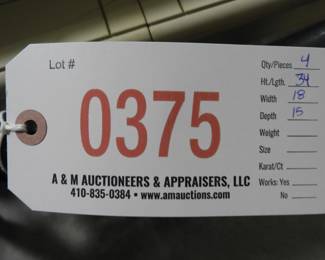 Lot #
0375
A & M AUCTIONEERS & APPRAISERS, LLC
410-835-0384 • www.amauctions.com
Qty/Pieces 4
Ht./Lgth. 34
Width 18
Depth 15
Weight
Size
Karat/Ct
Works: Yes
No